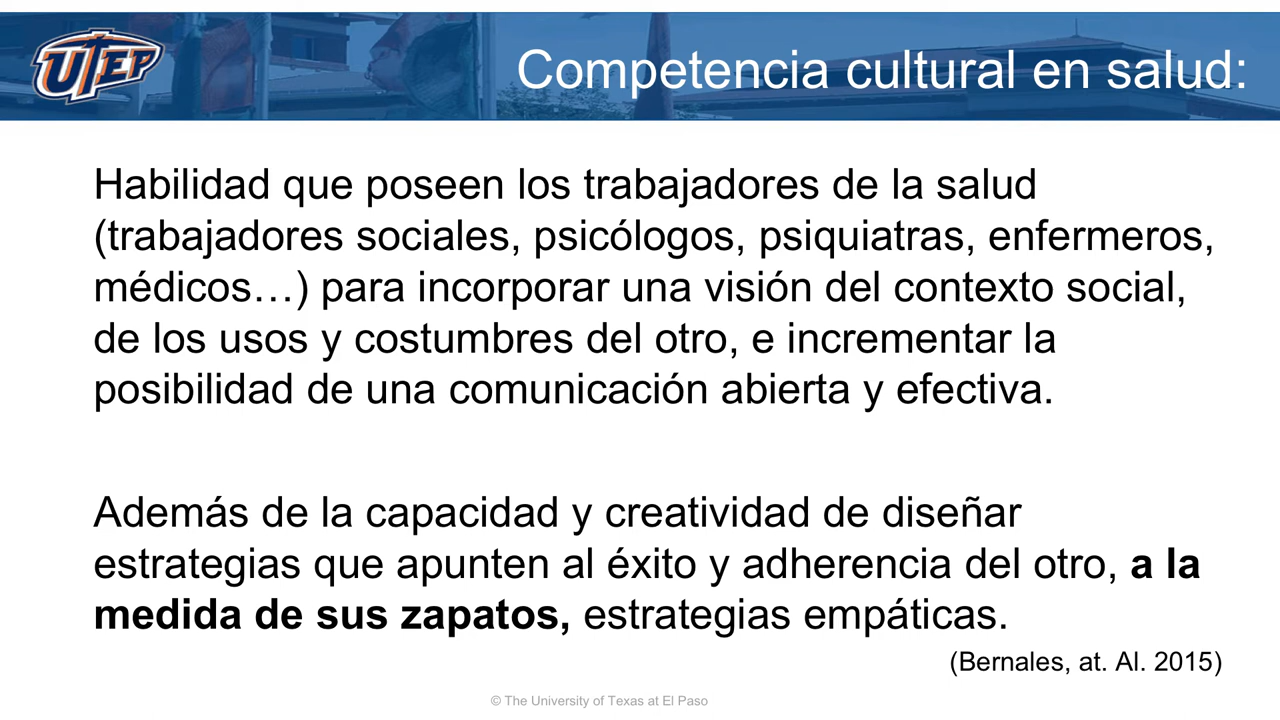 UTEP
Competencia cultural en salud:
Habilidad que poseen los trabajadores de la salud
(trabajadores sociales, psicólogos, psiquiatras, enfermeros,
médicos…) para incorporar una visión del contexto social,
de los usos y costumbres del otro, e incrementar la
posibilidad de una comunicación abierta y efectiva.
Además de la capacidad y creatividad de diseñar
estrategias que apunten al éxito y adherencia del otro, a la
medida de sus zapatos, estrategias empáticas.
(Bernales, at. Al. 2015)
© The University of Texas at El Paso